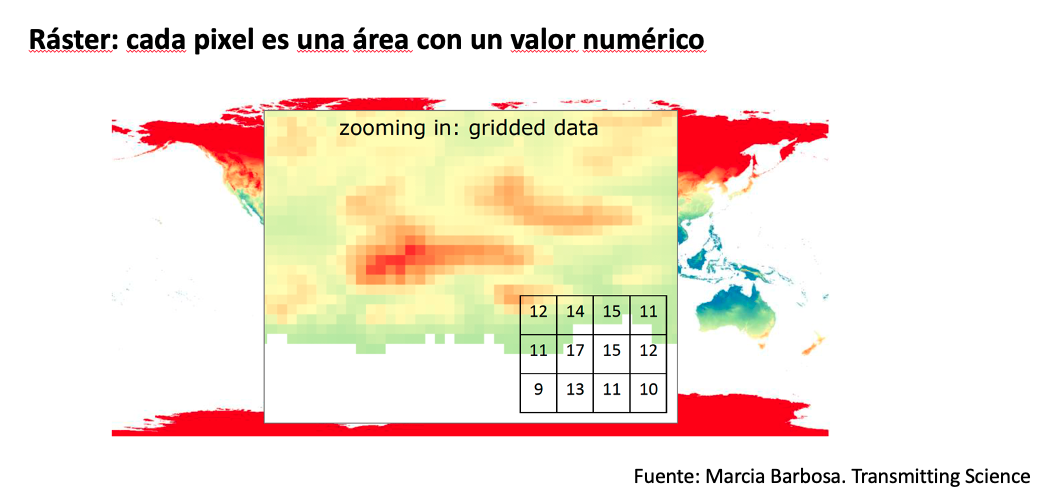 Ráster: cada pixel es una área con un valor numérico
zooming in: gridded data
12 14 15 11
11 17 15 12
9 13 11 10
Fuente: Marcia Barbosa. Transmitting Science